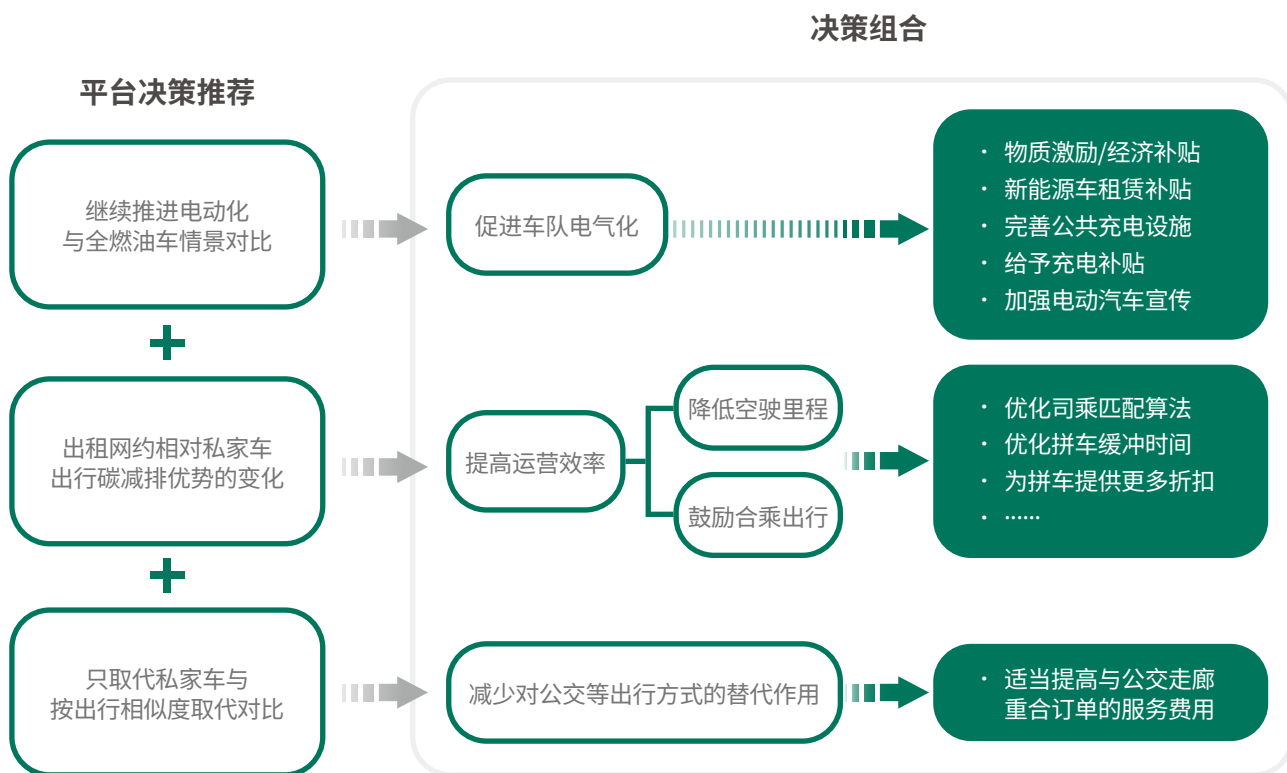 决策组合
平台决策推荐
继续推进电动化
与全燃油车情景对比
促进车队电气化
· 物质激励/经济补贴
· 新能源车租赁补贴
· 完善公共充电设施
· 给予充电补贴
· 加强电动汽车宣传
+
出租网约相对私家车
出行碳减排优势的变化
提高运营效率
降低空驶里程
鼓励合乘出行
· 优化司乘匹配算法
· 优化拼车缓冲时间
· 为拼车提供更多折扣
· ······
+
只取代私家车与
按出行相似度取代对比
减少对公交等出行方式的替代作用
· 适当提高与公交走廊
重合订单的服务费用